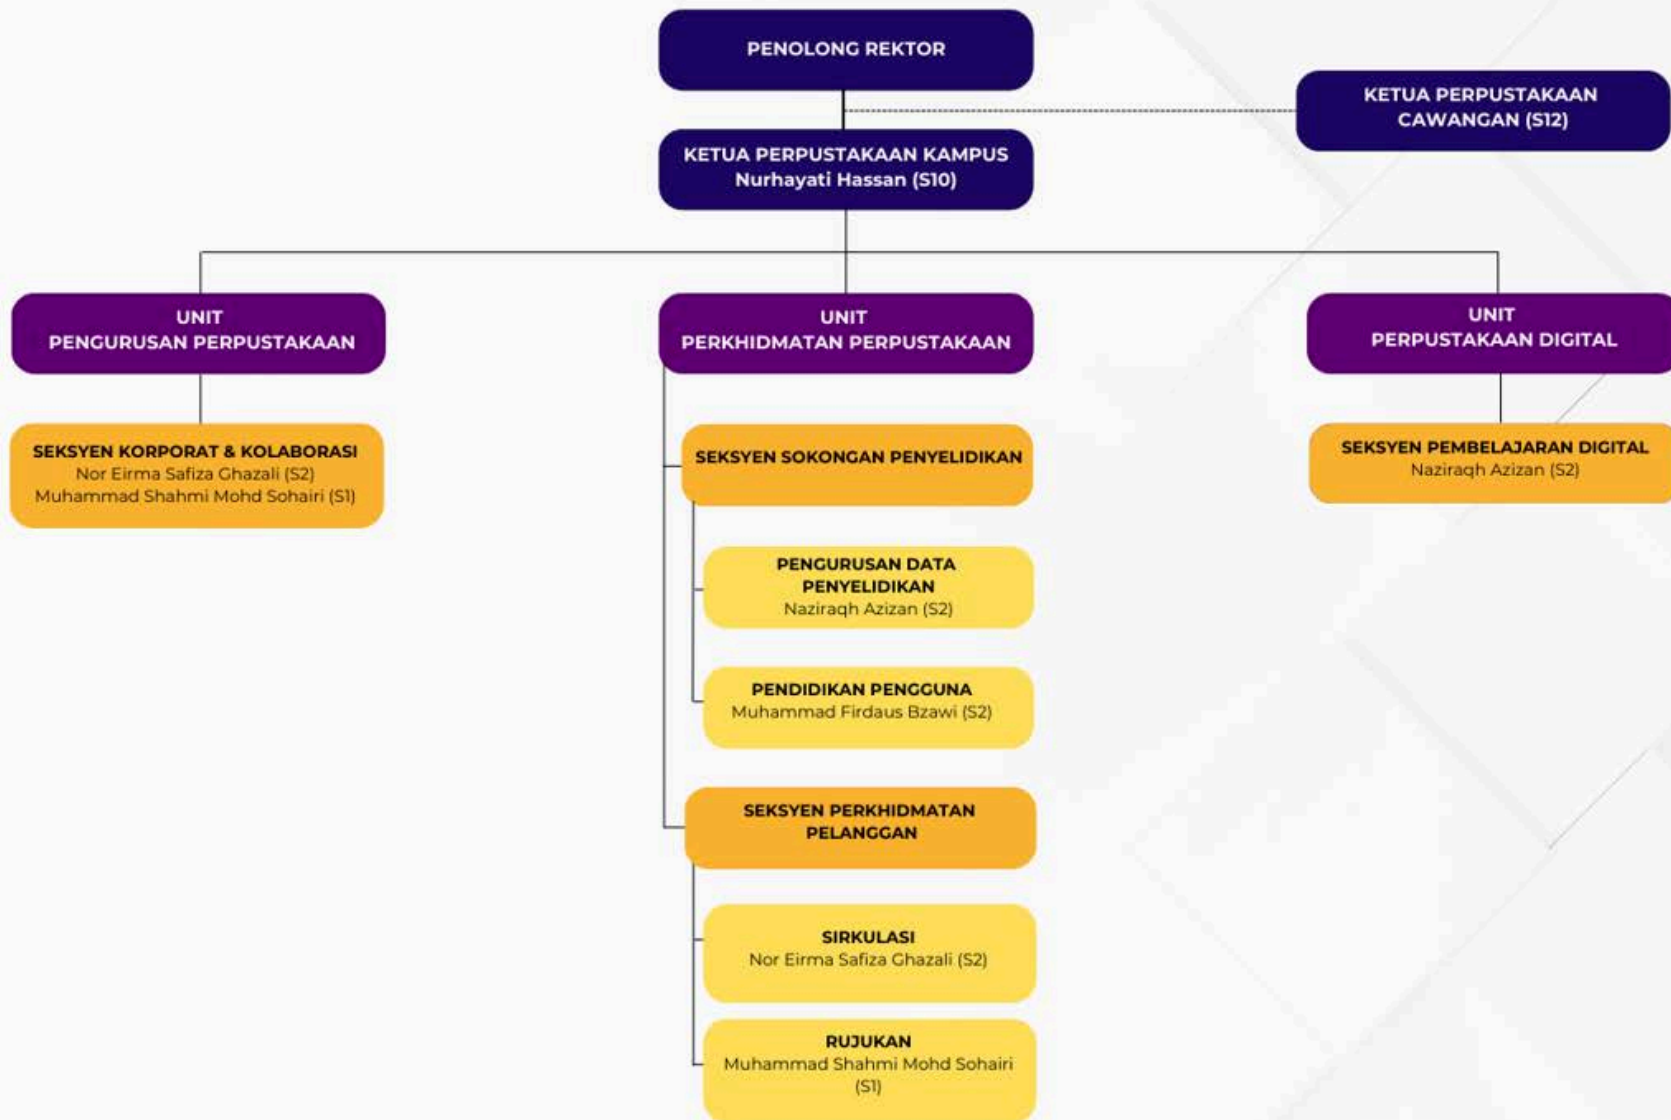 PENOLONG REKTOR
KETUA PERPUSTAKAAN
CAWANGAN (S12)
KETUA PERPUSTAKAAN KAMPUS
Nurhayati Hassan (S10)
UNIT
PENGURUSAN PERPUSTAKAAN
UNIT
PERKHIDMATAN PERPUSTAKAAN
UNIT
PERPUSTAKAAN DIGITAL
SEKSYEN KORPORAT & KOLABORASI
Nor Eirma Safiza Ghazali (S2)
Muhammad Shahmi Mohd Sohairi (S1)
SEKSYEN SOKONGAN PENYELIDIKAN
SEKSYEN PEMBELAJARAN DIGITAL
Naziraqh Azizan (S2)
PENGURUSAN DATA
PENYELIDIKAN
Naziraqh Azizan (S2)
PENDIDIKAN PENGGUNA
Muhammad Firdaus Bzawi (S2)
SEKSYEN PERKHIDMATAN
PELANGGAN
SIRKULASI
Nor Eirma Safiza Ghazali (S2)
RUJUKAN
Muhammad Shahmi Mohd Sohairi
(S1)